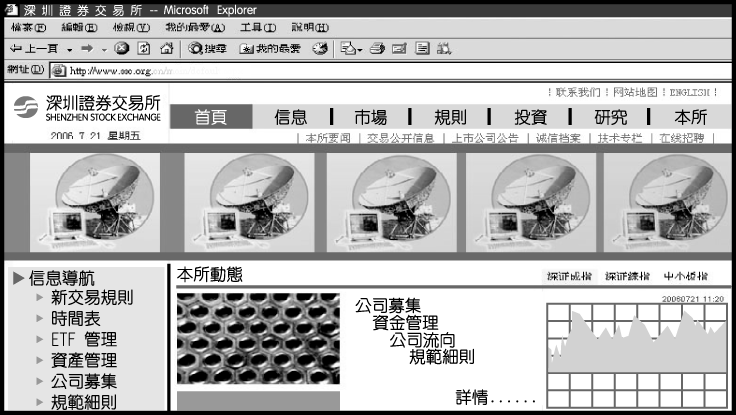 深圳證券交易所 -- Microsoft Explorer
檔案(F) 編輯(E) 檢視(V) 我的最愛(A) 工具(I) 說明(H)
上一頁 搜尋 我的最愛
網址(D) http://www.sse.org.cn
聯系我们 | 网站地图 | ENGLISH |
深圳證券交易所
SHENZHEN STOCK EXCHANGE
2006.7.21 星期五
首頁 信息 市場 規則 投資 研究 本所
| 本所要闻 | 交易公开信息 | 上市公司公告 | 诚信档案 | 技术专栏 | 在线招聘 |
信息導航
新交易規則
時間表
ETF 管理
資產管理
公司募集
規範細則
本所動態
公司募集
資金管理
公司流向
規範細則
詳情......
深证成指 深证综指 中小板指
20060721 11:20